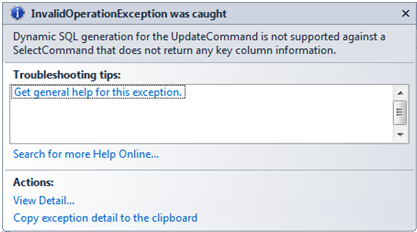 InvalidOperationException was caught
Dynamic SQL generation for the UpdateCommand is not supported against a
SelectCommand that does not return any key column information.
Troubleshooting tips:
Get general help for this exception.
Search for more Help Online...
Actions:
View Detail...
Copy exception detail to the clipboard